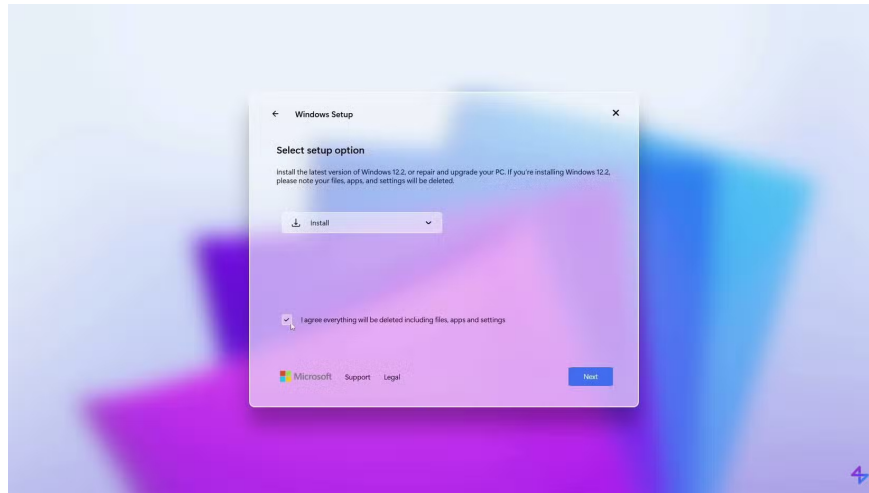 Windows Setup
Select setup option
Install the latest version of Windows 12.2, or repair and upgrade your PC. If you're installing Windows 12.2,
please note your files, apps, and settings will be deleted.
Install
I agree everything will be deleted including files, apps and settings
Microsoft Support Legal
Next